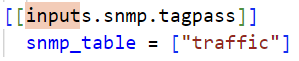 [[inputs.snmp.tagpass]]
  snmp_table = ["traffic"]